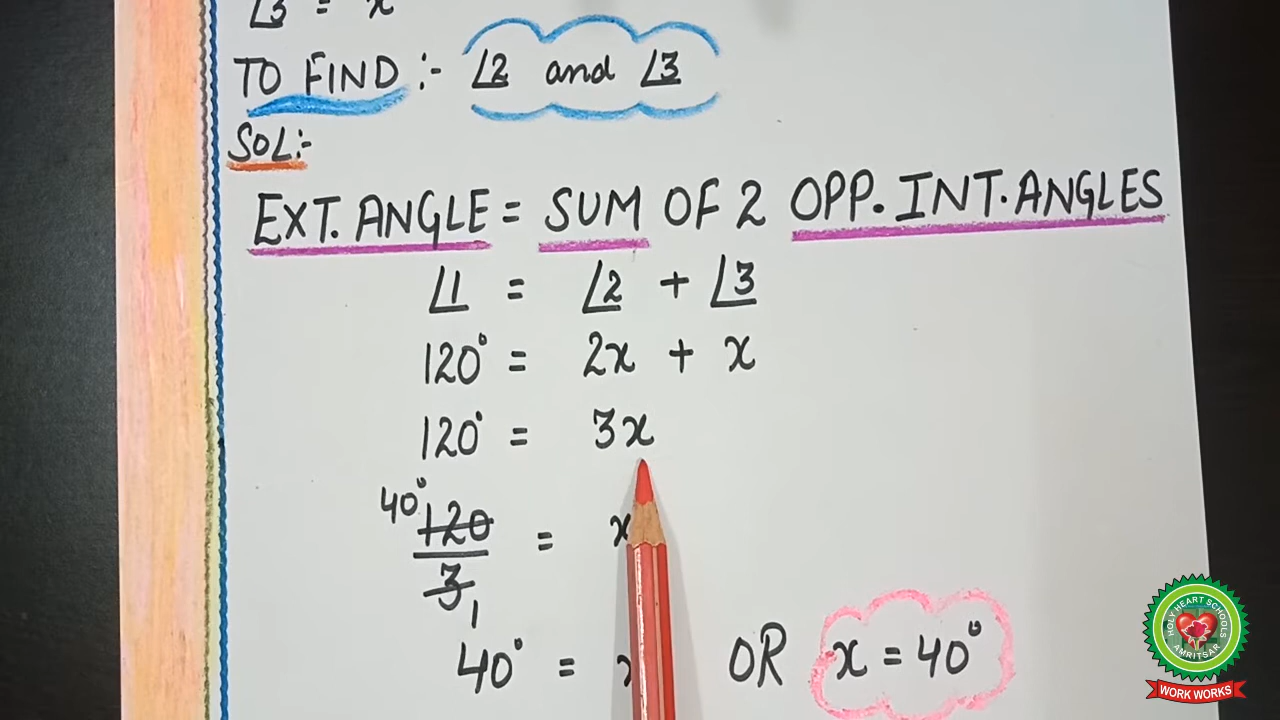 ∠3 = x
TO FIND :- ∠2 and ∠3
SOL:-
EXT. ANGLE = SUM OF 2 OPP. INT. ANGLES
∠1 = ∠2 + ∠3
120° = 2x + x
120° = 3x
40°
120
3 = x
1
40° = x OR x = 40°
HOLY HEART SCHOOLS
AMRITSAR
WORK WORKS